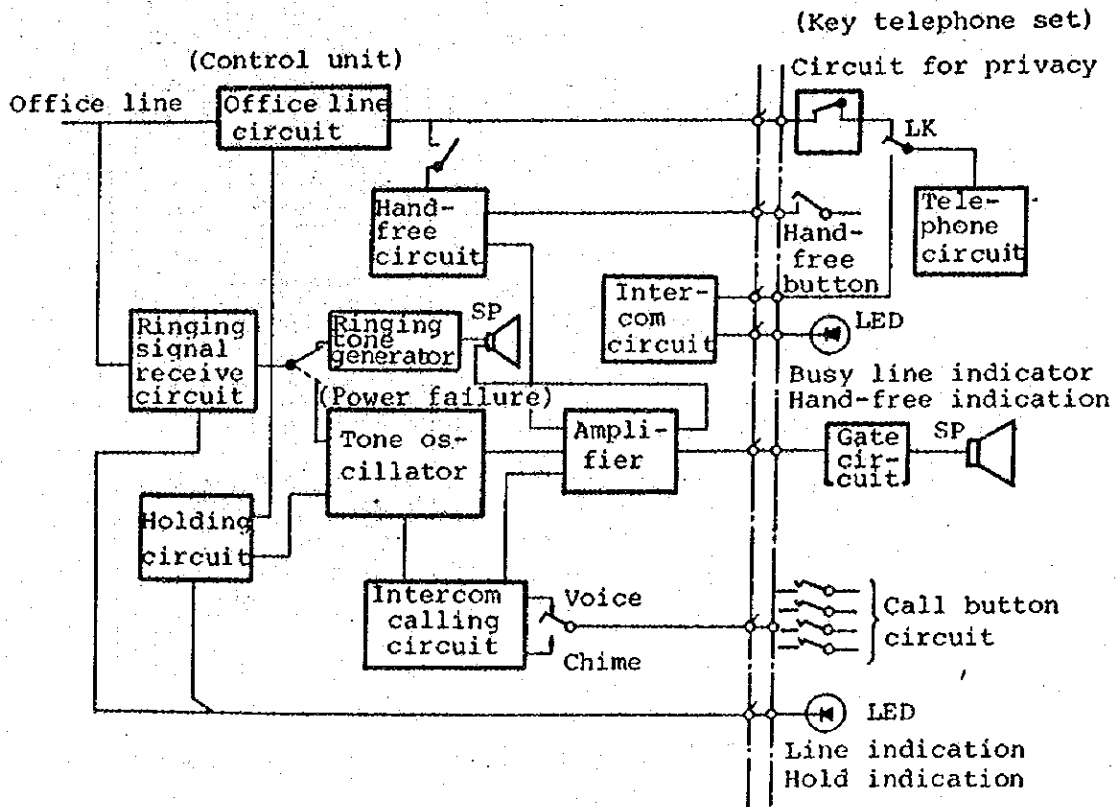 (Key telephone set)
(Control unit)
Circuit for privacy
Office line
Office line
circuit
LK
Hand-
free
circuit
Tele-
phone
circuit
Hand-
free
button
Inter-
com
circuit
LED
Ringing
signal
receive
circuit
Ringing
tone
generator
SP
Busy line indicator
Hand-free indication
(Power failure)
Tone os-
cillator
Ampli-
fier
Gate
cir-
cuit
SP
Holding
circuit
Intercom
calling
circuit
Voice
Chime
Call button
circuit
LED
Line indication
Hold indication